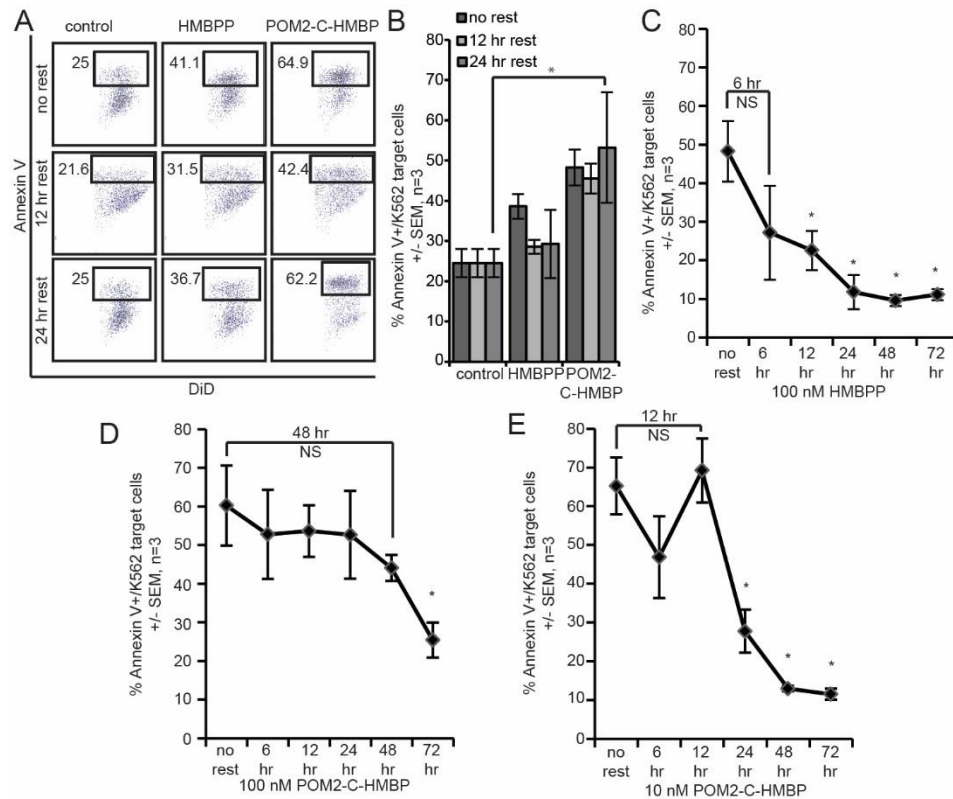 A
control HMBPP POM2-C-HMBP
Annexin V
no rest
25
41.1
64.9
12 hr rest
21.6
31.5
42.4
24 hr rest
25
36.7
62.2
DiD
B
no rest
12 hr rest
24 hr rest
% Annexin V+/K562 target cells
+/- SEM, n=3
80
70
60
50
40
30
20
10
0
*
control HMBPP POM2-
C-HMBP
C
% Annexin V+/K562 target cells
+/- SEM, n=3
80
70
60
50
40
30
20
10
0
6 hr
NS
*
*
*
*
no 6 12 24 48 72
rest hr hr hr hr hr
100 nM HMBPP
D
% Annexin V+/K562 target cells
+/- SEM, n=3
80
70
60
50
40
30
20
10
0
48 hr
NS
*
no 6 12 24 48 72
rest hr hr hr hr hr
100 nM POM2-C-HMBP
E
% Annexin V+/K562 target cells
+/- SEM, n=3
80
70
60
50
40
30
20
10
0
12 hr
NS
*
*
*
no 6 12 24 48 72
rest hr hr hr hr hr
10 nM POM2-C-HMBP